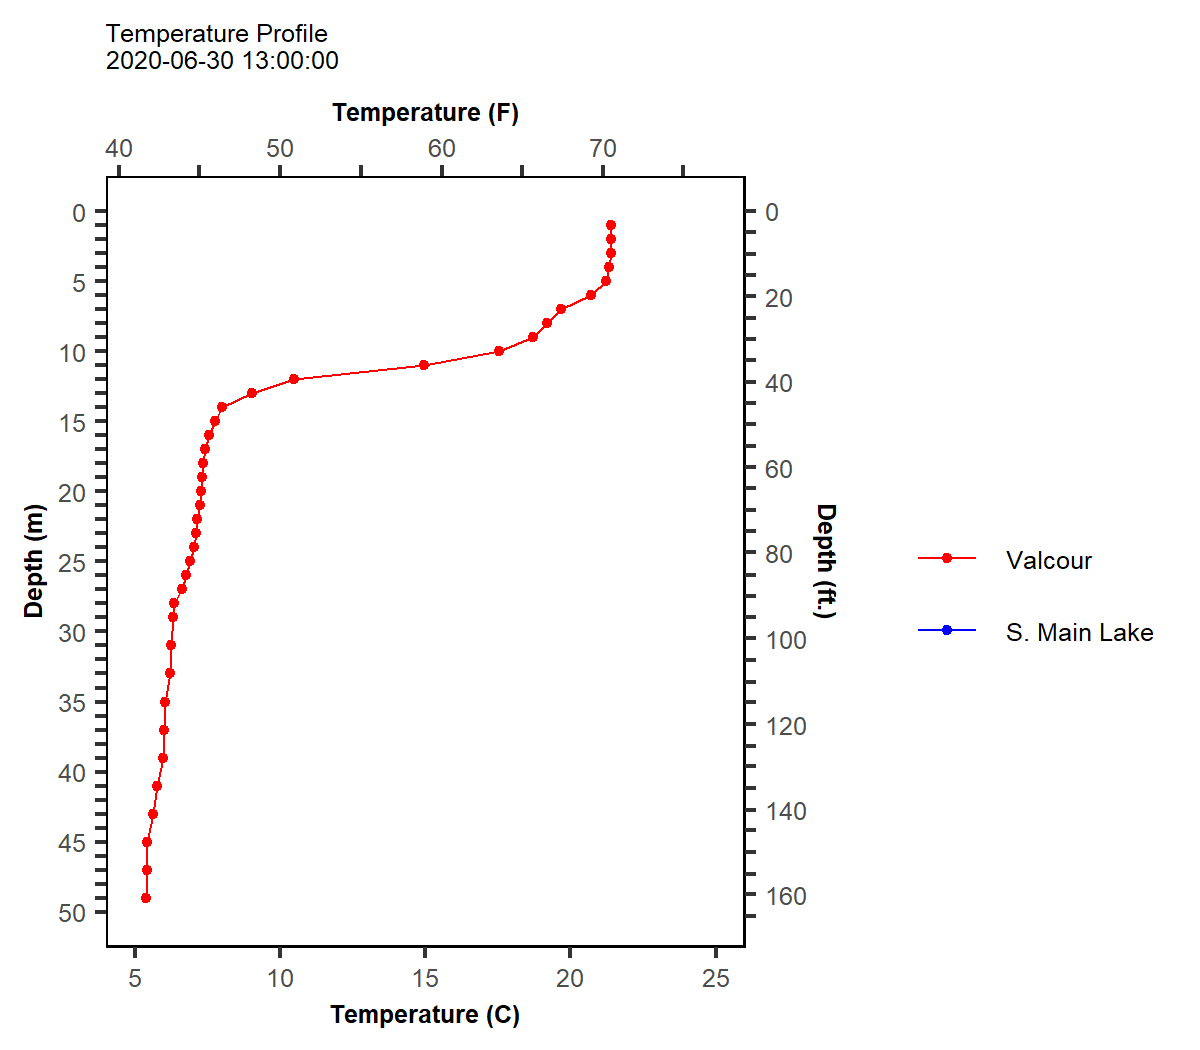 Temperature Profile
2020-06-30 13:00:00
Temperature (F)
40 50 60 70
0
5
10
15
20
25
30
35
40
45
50
Depth (m)
0
20
40
60
80
100
120
140
160
Depth (ft.)
Valcour
S. Main Lake
5 10 15 20 25
Temperature (C)